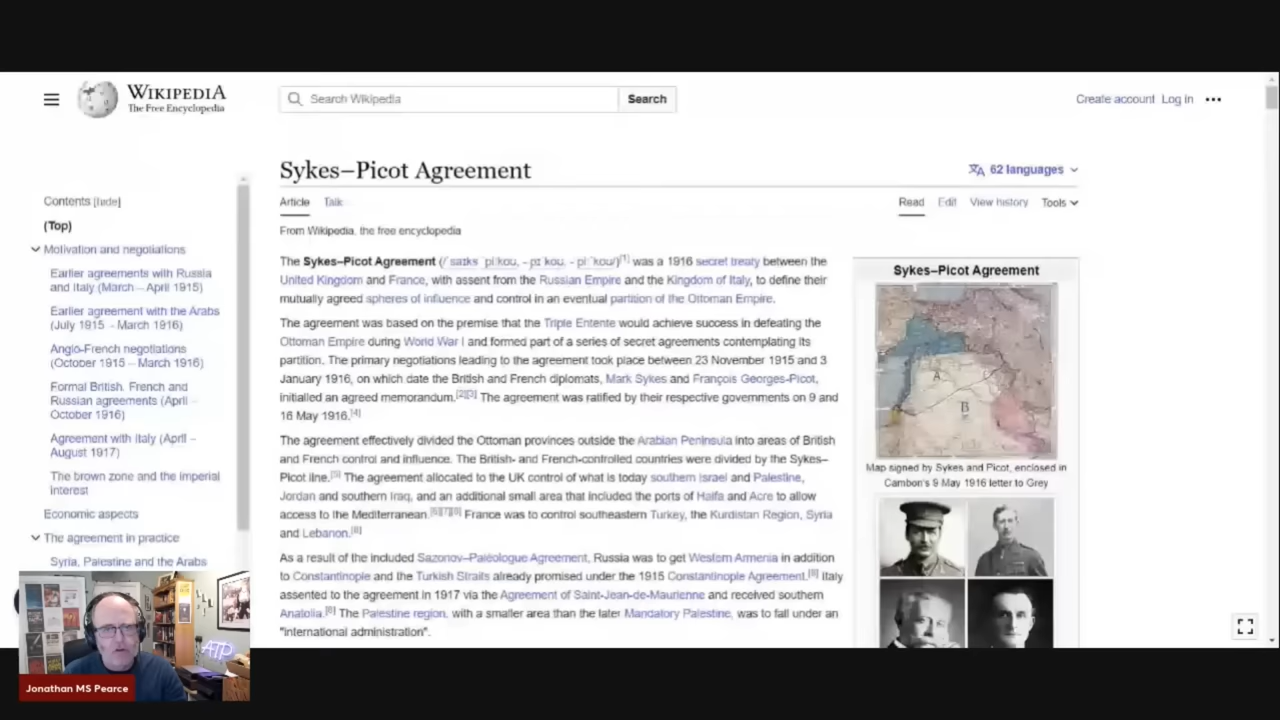 WIKIPEDIA
The Free Encyclopedia
Search Wikipedia
Search
Create account Log in
Sykes–Picot Agreement
62 languages
Article Talk
Read Edit View history Tools
From Wikipedia, the free encyclopedia
Contents [hide]
(Top)
Motivation and negotiations
Earlier agreements with Russia
and Italy (March – April 1915)
Earlier agreement with the Arabs
(July 1915 – March 1916)
Anglo-French negotiations
(October 1915 – March 1916)
Formal British, French and
Russian agreements (April –
October 1916)
Agreement with Italy (April –
August 1917)
The brown zone and the imperial
interest
Economic aspects
The agreement in practice
Syria, Palestine and the Arabs
The Sykes–Picot Agreement [1] was a 1916 secret treaty between the
United Kingdom and France, with assent from the Russian Empire and the Kingdom of Italy, to define their
mutually agreed spheres of influence and control in an eventual partition of the Ottoman Empire.
The agreement was based on the premise that the Triple Entente would achieve success in defeating the
Ottoman Empire during World War I and formed part of a series of secret agreements contemplating its
partition. The primary negotiations leading to the agreement took place between 23 November 1915 and 3
January 1916, on which date the British and French diplomats, Mark Sykes and François Georges-Picot,
initialled an agreed memorandum.[2][3] The agreement was ratified by their respective governments on 9 and
16 May 1916.[4]
The agreement effectively divided the Ottoman provinces outside the Arabian Peninsula into areas of British
and French control and influence. The British- and French-controlled countries were divided by the Sykes–
Picot line.[5] The agreement allocated to the UK control of what is today southern Israel and Palestine,
Jordan and southern Iraq, and an additional small area that included the ports of Haifa and Acre to allow
access to the Mediterranean.[6][7][8] France was to control southeastern Turkey, the Kurdistan Region, Syria
and Lebanon.[8]
As a result of the included Sazonov–Paléologue Agreement, Russia was to get Western Armenia in addition
to Constantinople and the Turkish Straits already promised under the 1915 Constantinople Agreement.[8] Italy
assented to the agreement in 1917 via the Agreement of Saint-Jean-de-Maurienne and received southern
Anatolia.[8] The Palestine region, with a smaller area than the later Mandatory Palestine, was to fall under an
"international administration".
Sykes–Picot Agreement
A
B
Map signed by Sykes and Picot, enclosed in
Cambon's 9 May 1916 letter to Grey
ATP
Jonathan MS Pearce